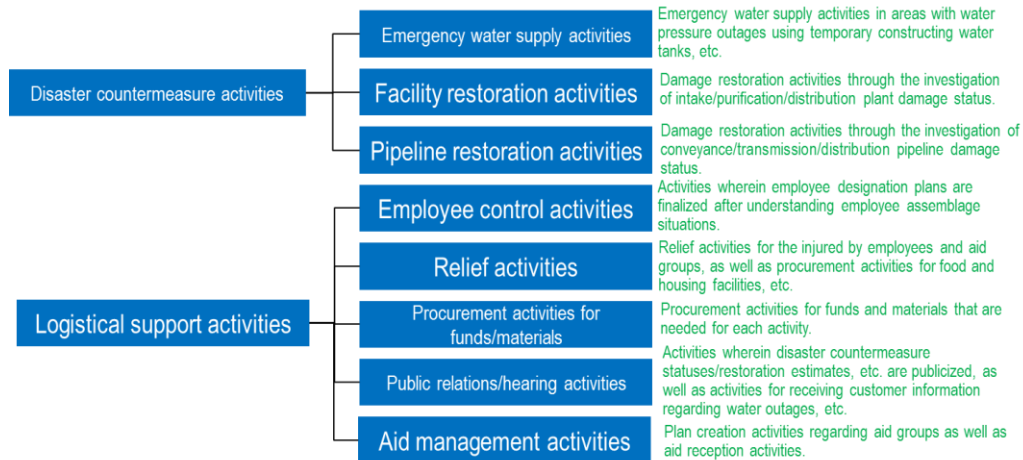 Disaster countermeasure activities
Emergency water supply activities
Emergency water supply activities in areas with water
pressure outages using temporary constructing water
tanks, etc.
Facility restoration activities
Damage restoration activities through the investigation
of intake/purification/distribution plant damage status.
Pipeline restoration activities
Damage restoration activities through the investigation of
conveyance/transmission/distribution pipeline damage
status.
Logistical support activities
Employee control activities
Activities wherein employee designation plans are
finalized after understanding employee assemblage
situations.
Relief activities
Relief activities for the injured by employees and aid
groups, as well as procurement activities for food and
housing facilities, etc.
Procurement activities for
funds/materials
Procurement activities for funds and materials that are
needed for each activity.
Public relations/hearing activities
Activities wherein disaster countermeasure
statuses/restoration estimates, etc. are publicized, as
well as activities for receiving customer information
regarding water outages, etc.
Aid management activities
Plan creation activities regarding aid groups as well as
aid reception activities.